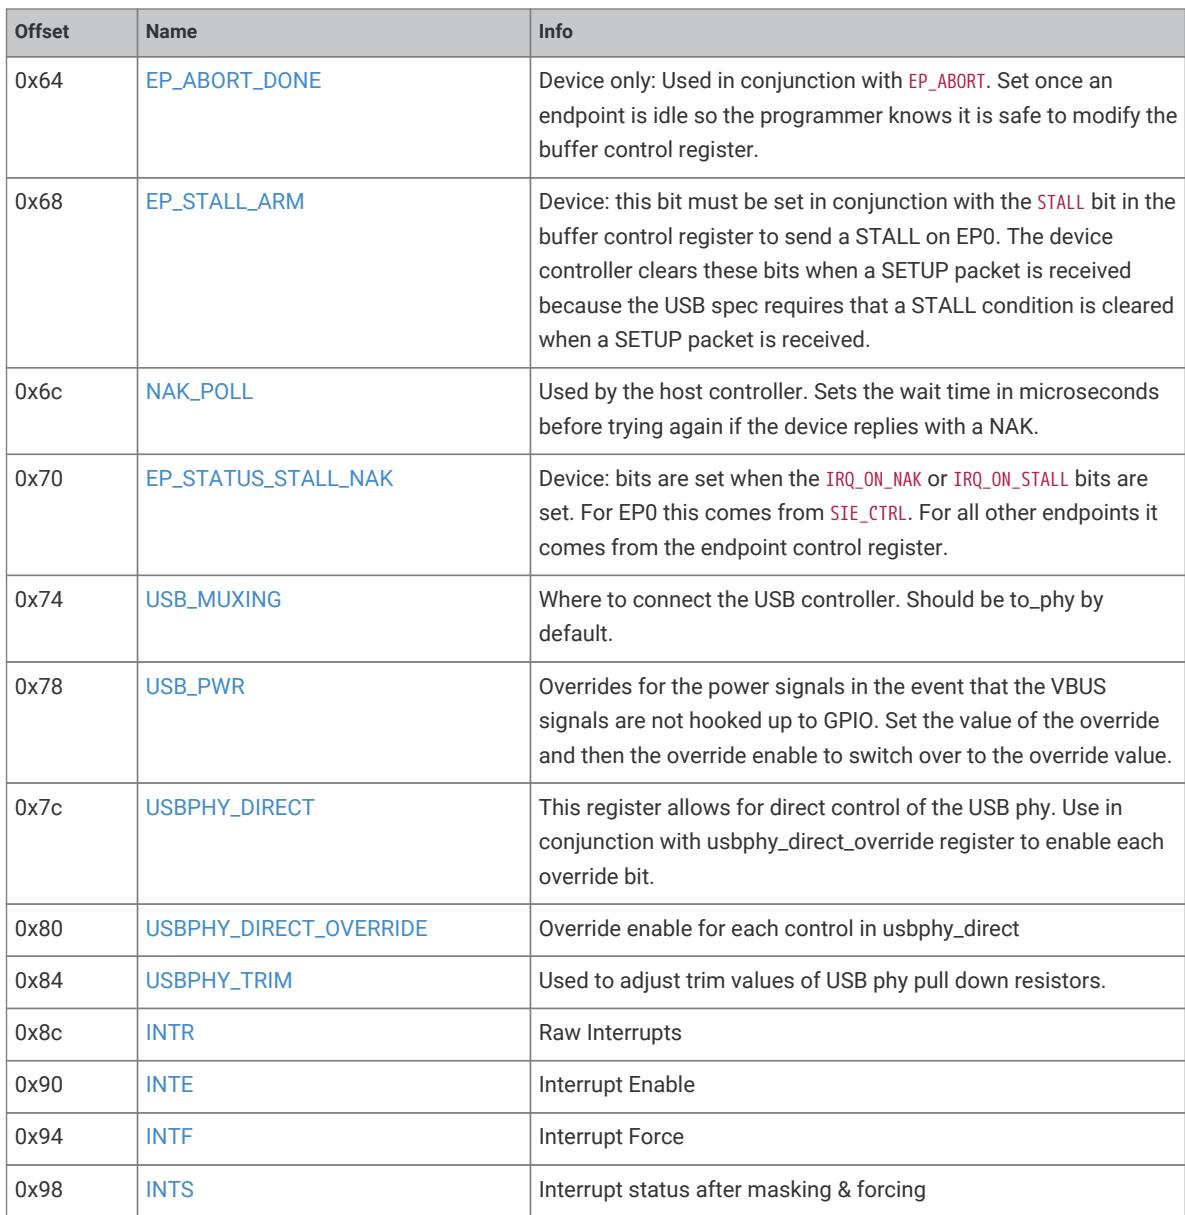 Offset Name Info
0x64 EP_ABORT_DONE Device only: Used in conjunction with EP_ABORT. Set once an
endpoint is idle so the programmer knows it is safe to modify the
buffer control register.
0x68 EP_STALL_ARM Device: this bit must be set in conjunction with the STALL bit in the
buffer control register to send a STALL on EP0. The device
controller clears these bits when a SETUP packet is received
because the USB spec requires that a STALL condition is cleared
when a SETUP packet is received.
0x6c NAK_POLL Used by the host controller. Sets the wait time in microseconds
before trying again if the device replies with a NAK.
0x70 EP_STATUS_STALL_NAK Device: bits are set when the IRQ_ON_NAK or IRQ_ON_STALL bits are
set. For EP0 this comes from SIE_CTRL. For all other endpoints it
comes from the endpoint control register.
0x74 USB_MUXING Where to connect the USB controller. Should be to_phy by
default.
0x78 USB_PWR Overrides for the power signals in the event that the VBUS
signals are not hooked up to GPIO. Set the value of the override
and then the override enable to switch over to the override value.
0x7c USBPHY_DIRECT This register allows for direct control of the USB phy. Use in
conjunction with usbphy_direct_override register to enable each
override bit.
0x80 USBPHY_DIRECT_OVERRIDE Override enable for each control in usbphy_direct
0x84 USBPHY_TRIM Used to adjust trim values of USB phy pull down resistors.
0x8c INTR Raw Interrupts
0x90 INTE Interrupt Enable
0x94 INTF Interrupt Force
0x98 INTS Interrupt status after masking & forcing